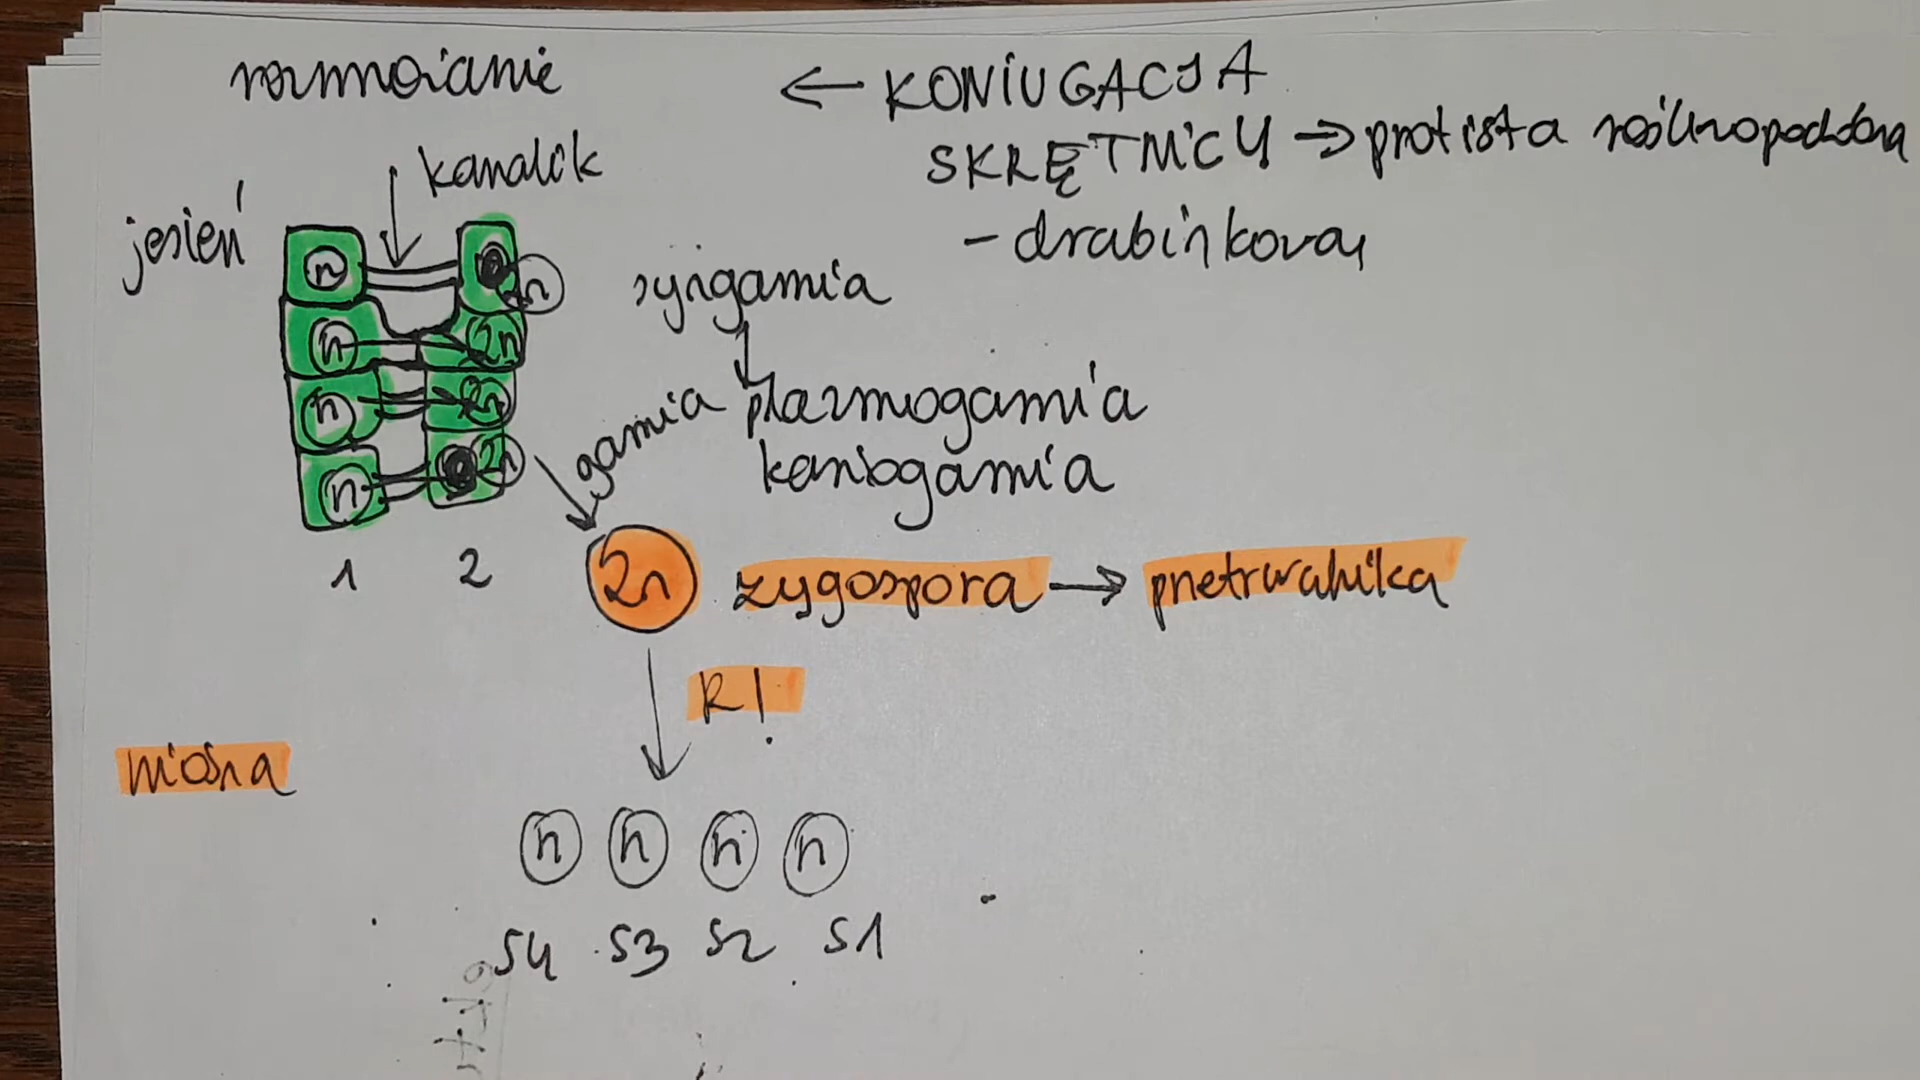 rozmnażanie ← KONIUGACJA
SKRĘTNICY → protista roślinopodobna
- drabinkowa
kanalik
jesień
n n
2n
n 2n
n 2n
n 2n
1 2
syngamia
↓
plazmogamia
kariogamia
gamia
2n zygospora → przetrwalnika
R!
wiosna
n n n n
S4 S3 S2 S1